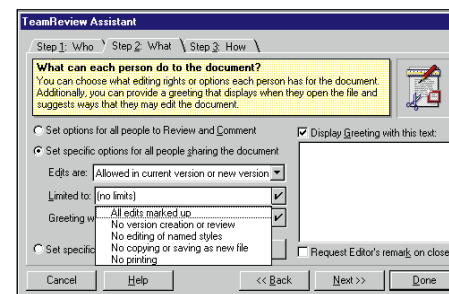 TeamReview Assistant
Step 1: Who
Step 2: What
Step 3: How
What can each person do to the document?
You can choose what editing rights or options each person has for the document.
Additionally, you can provide a greeting that displays when they open the file and
suggests ways that they may edit the document.
Set options for all people to Review and Comment
Set specific options for all people sharing the document
Edits are:
Allowed in current version or new version
Limited to:
(no limits)
Greeting w
All edits marked up
No version creation or review
No editing of named styles
No copying or saving as new file
No printing
Set specific
Display Greeting with this text:
Request Editor's remark on close
Cancel
Help
<< Back
Next >>
Done